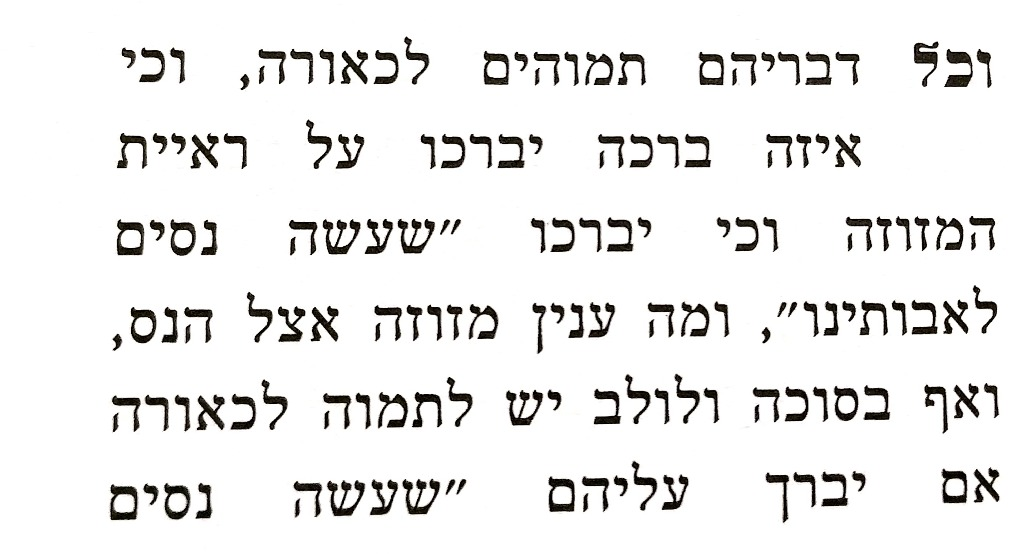 וכל דבריהם תמוהים לכאורה, וכי
איזה ברכה יברכו על ראיית
המזוזה וכי יברכו "שעשה נסים
לאבותינו", ומה ענין מזוזה אצל הנס,
ואף בסוכה ולולב יש לתמוה לכאורה
אם יברך עליהם "שעשה נסים